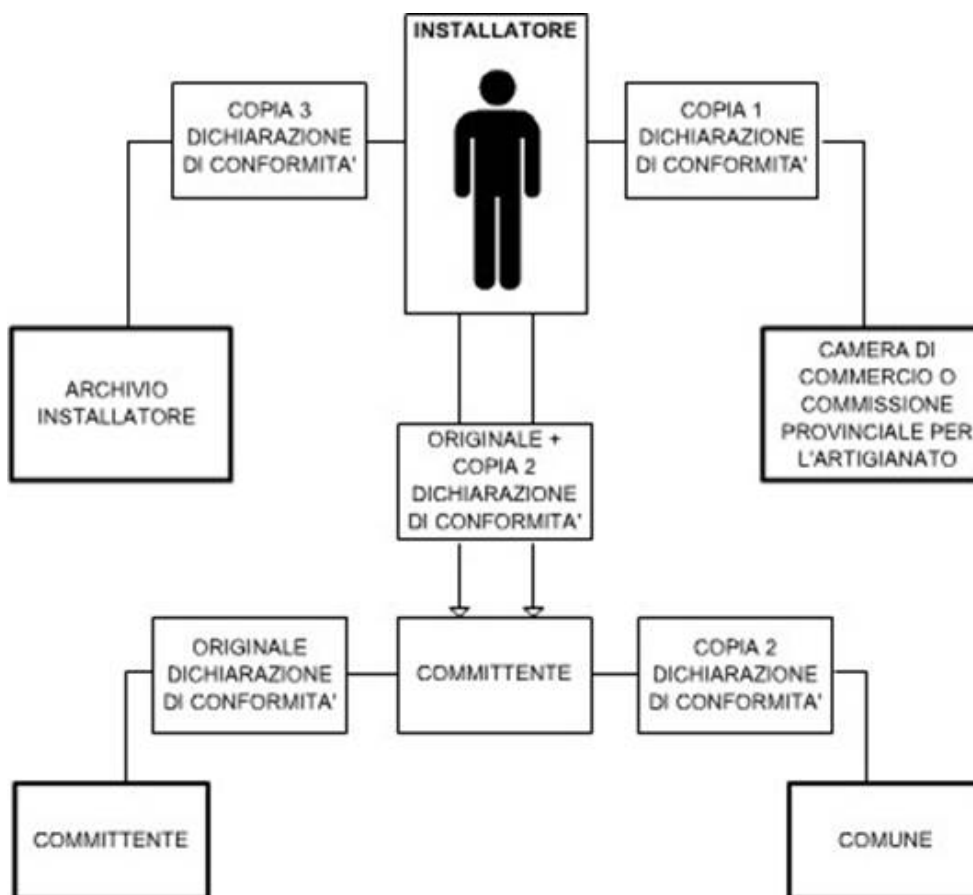 INSTALLATORE
COPIA 3
DICHIARAZIONE
DI CONFORMITA'
COPIA 1
DICHIARAZIONE
DI CONFORMITA'
ARCHIVIO
INSTALLATORE
CAMERA DI
COMMERCIO O
COMMISSIONE
PROVINCIALE PER
L'ARTIGIANATO
ORIGINALE +
COPIA 2
DICHIARAZIONE
DI CONFORMITA'
ORIGINALE
DICHIARAZIONE
DI CONFORMITA'
COMMITTENTE
COPIA 2
DICHIARAZIONE
DI CONFORMITA'
COMMITTENTE
COMUNE